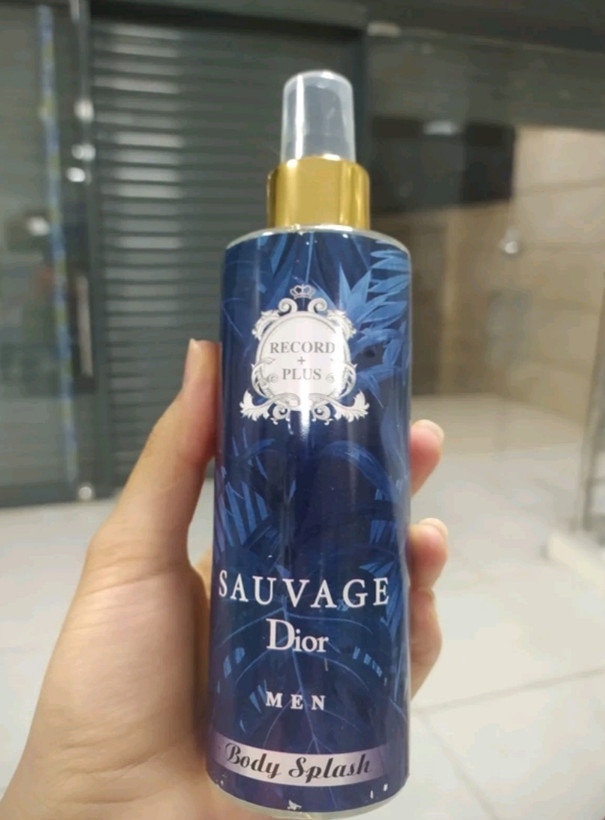 RECORD
+
PLUS
SAUVAGE
Dior
MEN
Body Splash